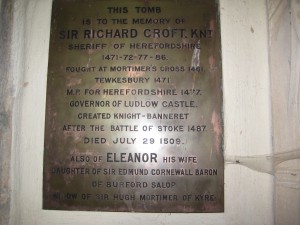 THIS TOMB
IS TO THE MEMORY OF
SIR RICHARD CROFT, KNT
SHERIFF OF HEREFORDSHIRE
1471-72-77-86.
FOUGHT AT MORTIMER'S CROSS 1461
TEWKESBURY 1471.
M.P. FOR HEREFORDSHIRE 1477.
GOVERNOR OF LUDLOW CASTLE.
CREATED KNIGHT-BANNERET
AFTER THE BATTLE OF STOKE 1487.
DIED JULY 29 1509.
ALSO OF ELEANOR HIS WIFE
DAUGHTER OF SIR EDMUND CORNEWALL BARON
OF BURFORD SALOP
OF SIR HUGH MORTIMER OF KYRE